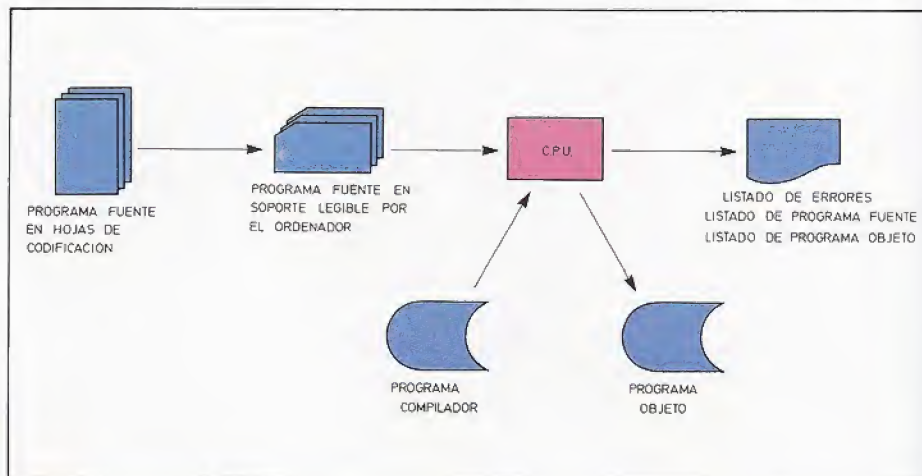 PROGRAMA FUENTE
EN HOJAS DE
CODIFICACION
PROGRAMA FUENTE EN
SOPORTE LEGIBLE POR
EL ORDENADOR
C.P.U.
LISTADO DE ERRORES
LISTADO DE PROGRAMA FUENTE
LISTADO DE PROGRAMA OBJETO
PROGRAMA
COMPILADOR
PROGRAMA
OBJETO